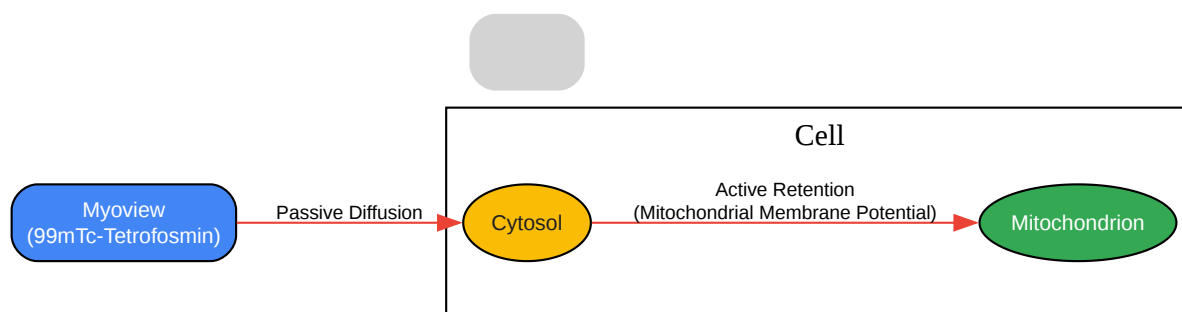 Cell
Myoview
(99mTc-Tetrofosmin)
Passive Diffusion
Cytosol
Active Retention
(Mitochondrial Membrane Potential)
Mitochondrion